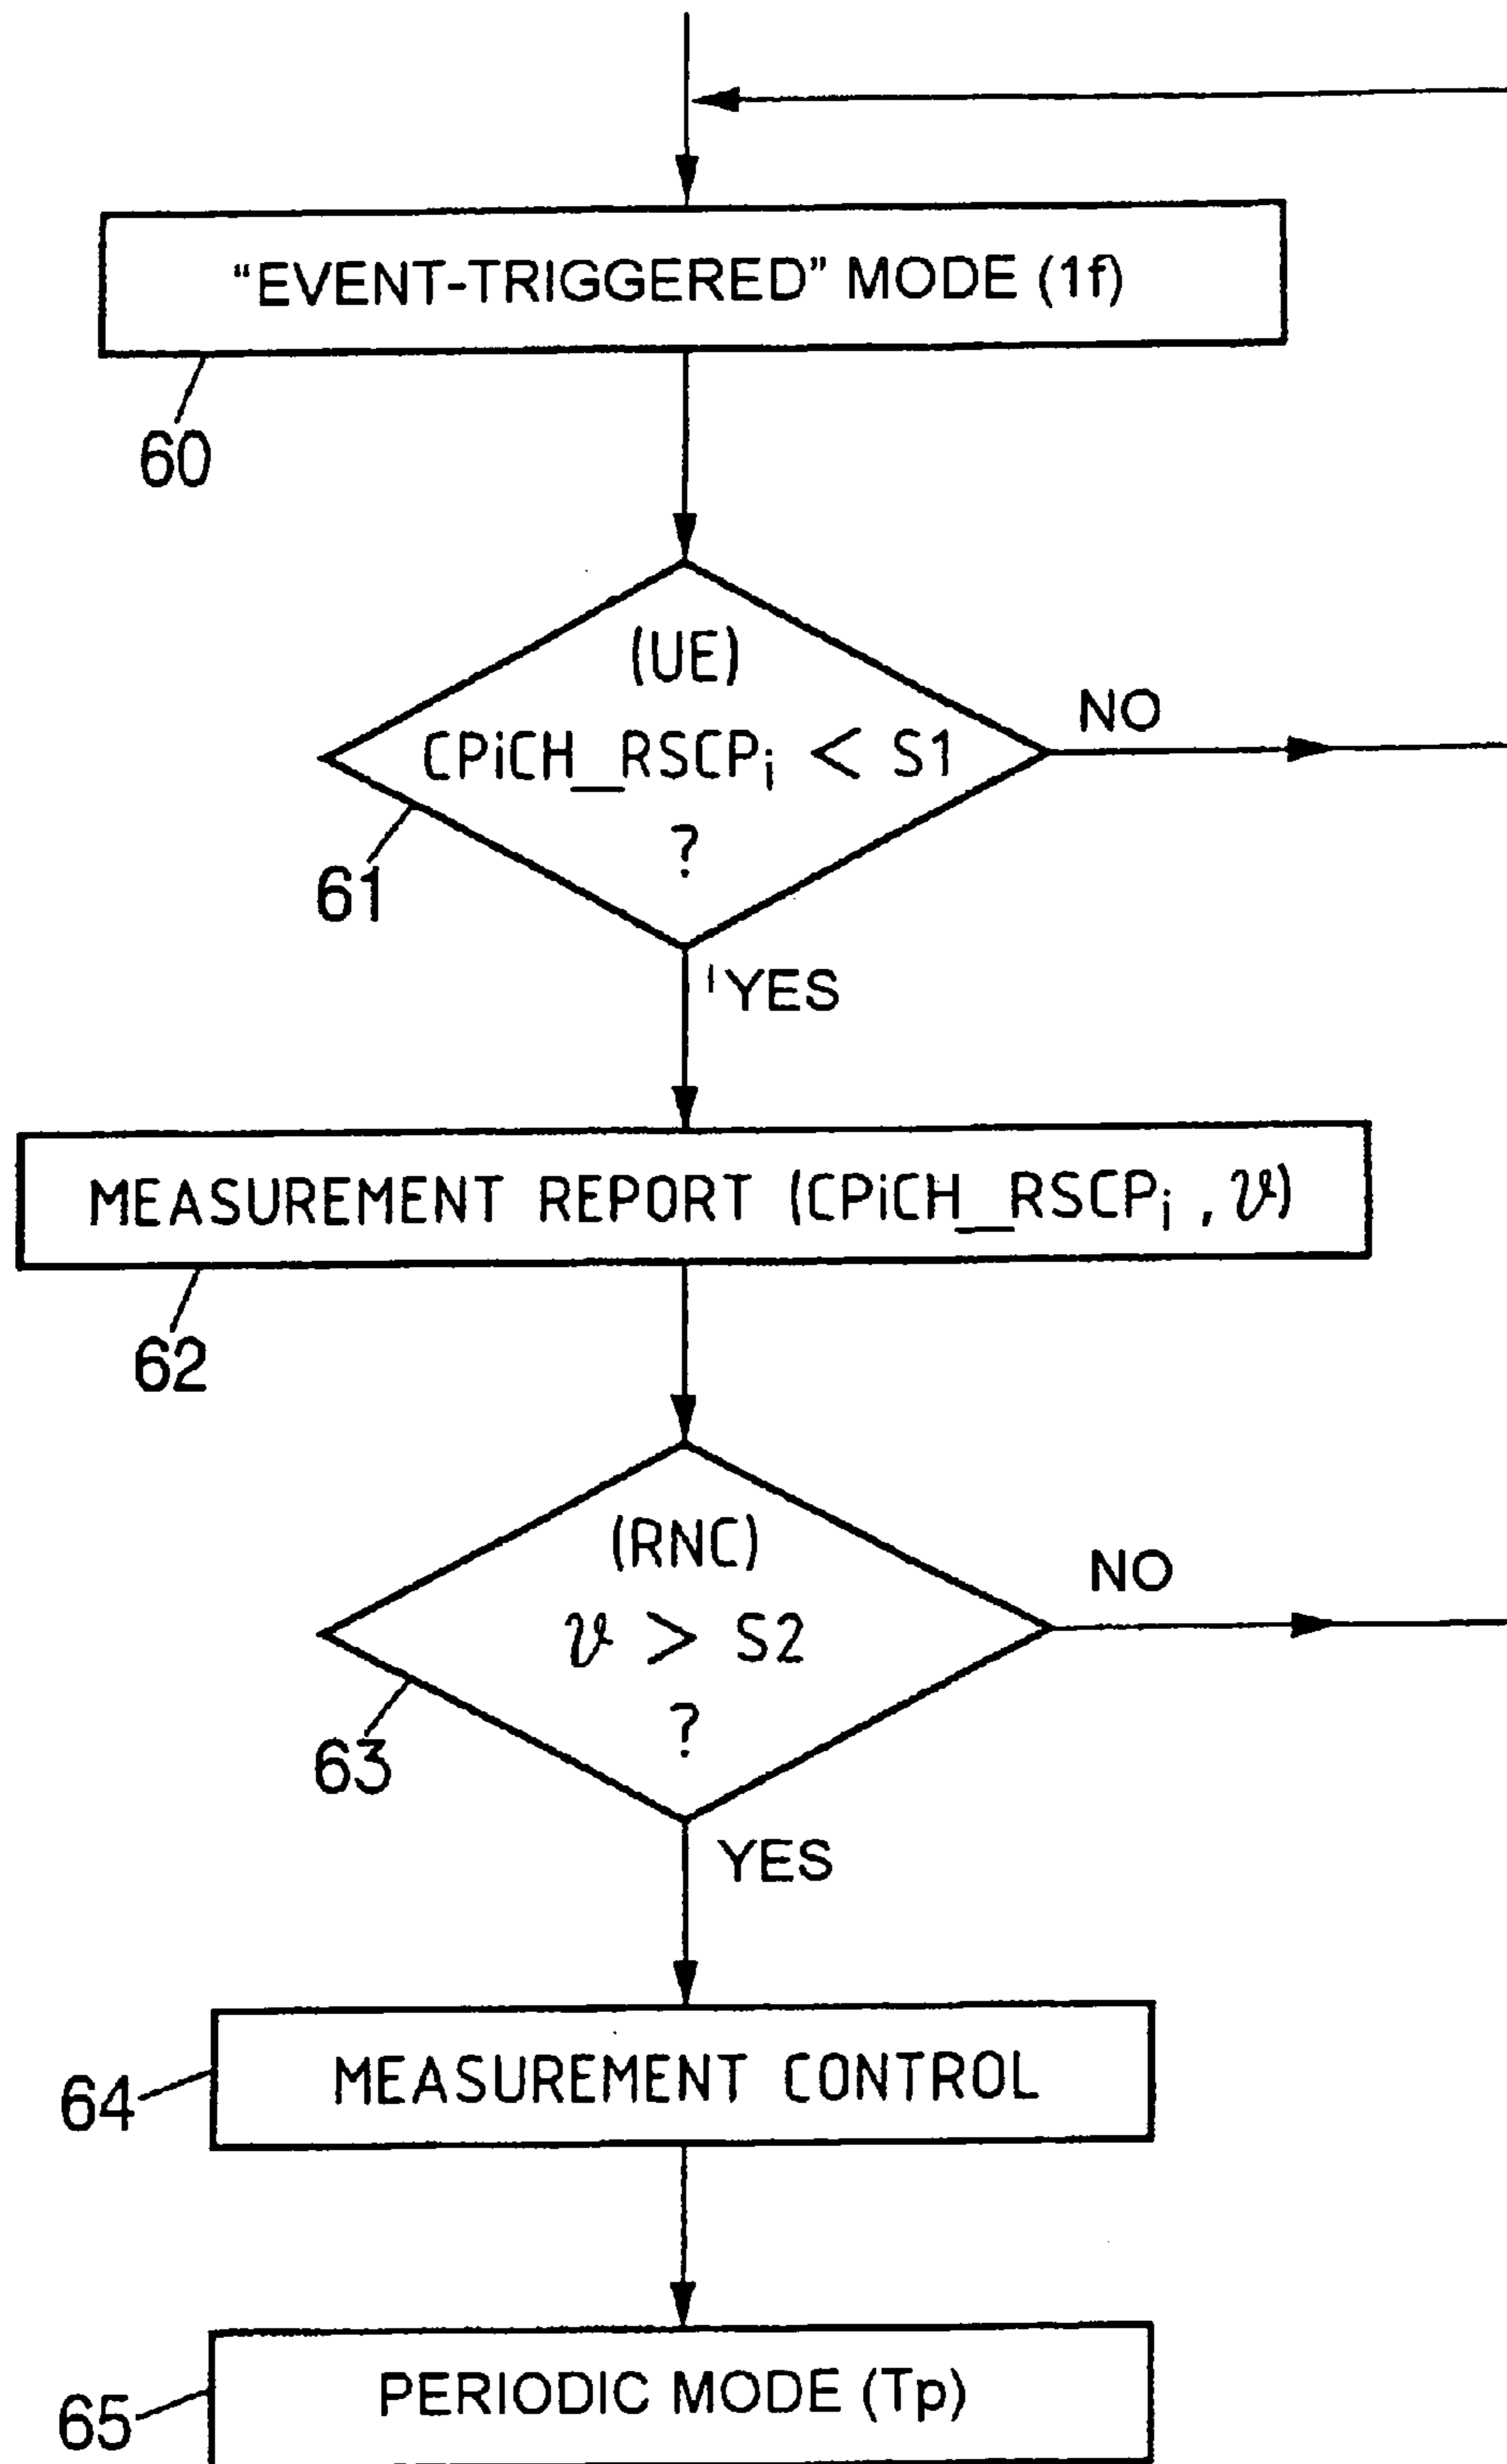 “EVENT-TRIGGERED” MODE (1f)
60
(UE)
CPiCH_RSCPi < S1
?
NO
61
YES
MEASUREMENT REPORT (CPiCH_RSCPi , ϑ)
62
(RNC)
NO
ϑ > S2
?
63
YES
MEASUREMENT CONTROL
64
PERIODIC MODE (Tp)
65